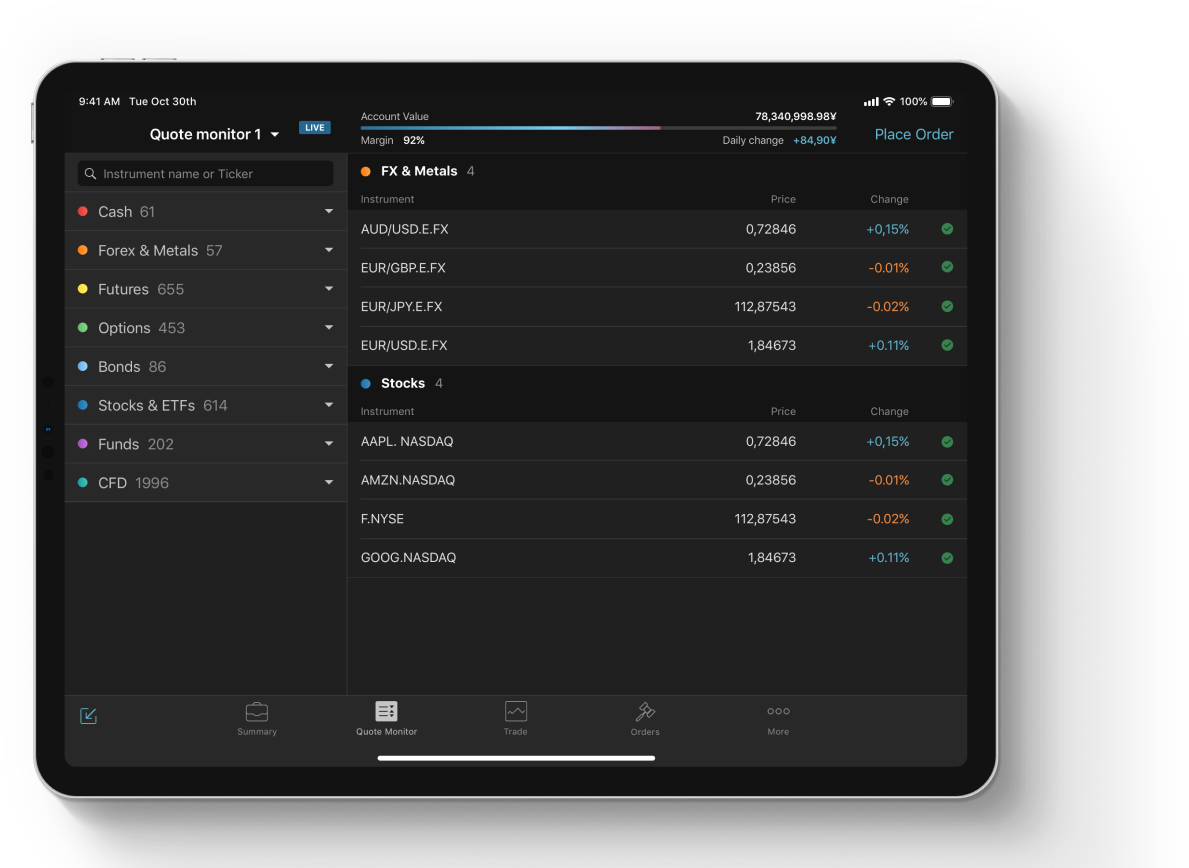 9:41 AM Tue Oct 30th
100%
Quote monitor 1
LIVE
Account Value 78,340,998.98¥
Margin 92% Daily change +84,90¥
Place Order
Instrument name or Ticker
Cash 61
Forex & Metals 57
Futures 655
Options 453
Bonds 86
Stocks & ETFs 614
Funds 202
CFD 1996
FX & Metals 4
Instrument Price Change
AUD/USD.E.FX 0,72846 +0,15%
EUR/GBP.E.FX 0,23856 -0.01%
EUR/JPY.E.FX 112,87543 -0.02%
EUR/USD.E.FX 1,84673 +0.11%
Stocks 4
Instrument Price Change
AAPL. NASDAQ 0,72846 +0,15%
AMZN.NASDAQ 0,23856 -0.01%
F.NYSE 112,87543 -0.02%
GOOG.NASDAQ 1,84673 +0.11%
Summary
Quote Monitor
Trade
Orders
More